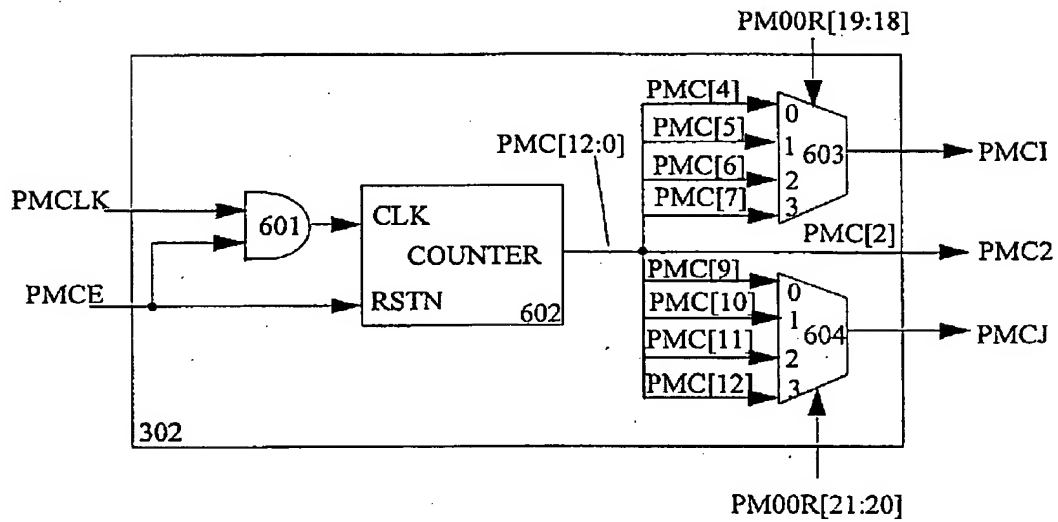 PM00R[19:18]
PMC[4]
0
PMC[5]
1
603
PMCI
PMC[12:0]
PMC[6]
2
PMC[7]
3
PMCLK
601
CLK
COUNTER
PMC[2]
PMC2
PMCE
RSTN
602
PMC[9]
0
PMC[10]
1
604
PMCJ
PMC[11]
2
PMC[12]
3
302
PM00R[21:20]